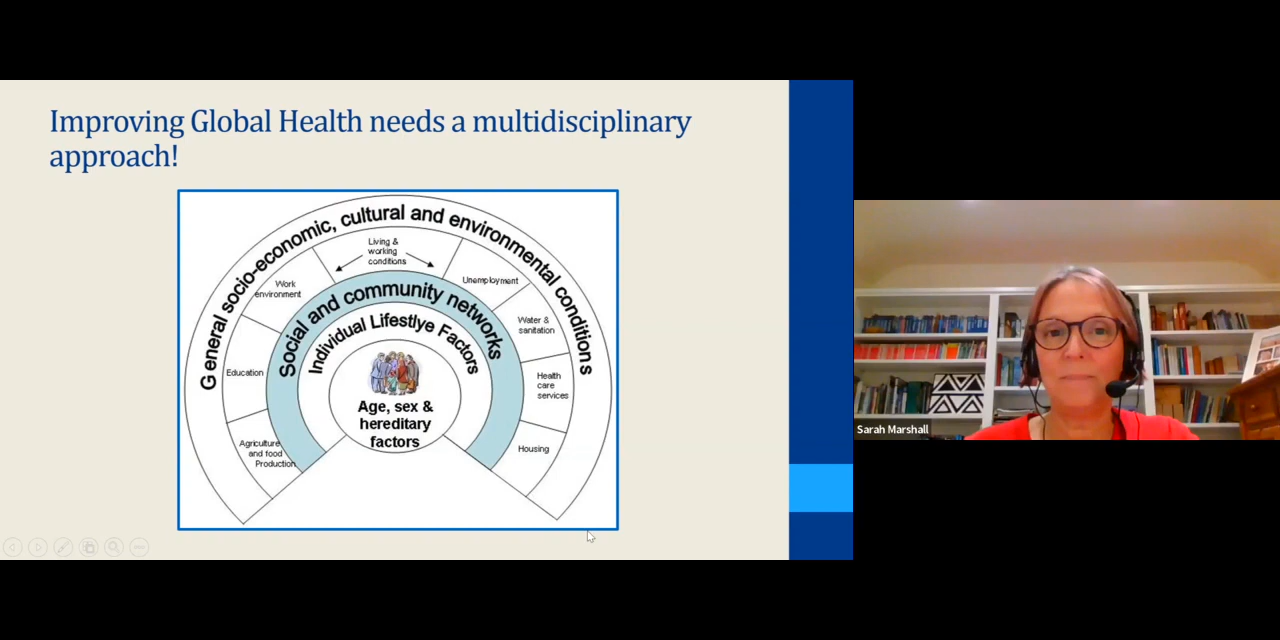 Improving Global Health needs a multidisciplinary
approach!
General socio-economic, cultural and environmental conditions
Living &
working
conditions
Work
environment
Unemployment
Social and community networks
Water &
sanitation
Individual Lifestlye Factors
Education
Health
care
services
Age, sex &
hereditary
factors
Agriculture
and food
Production
Housing
Sarah Marshall